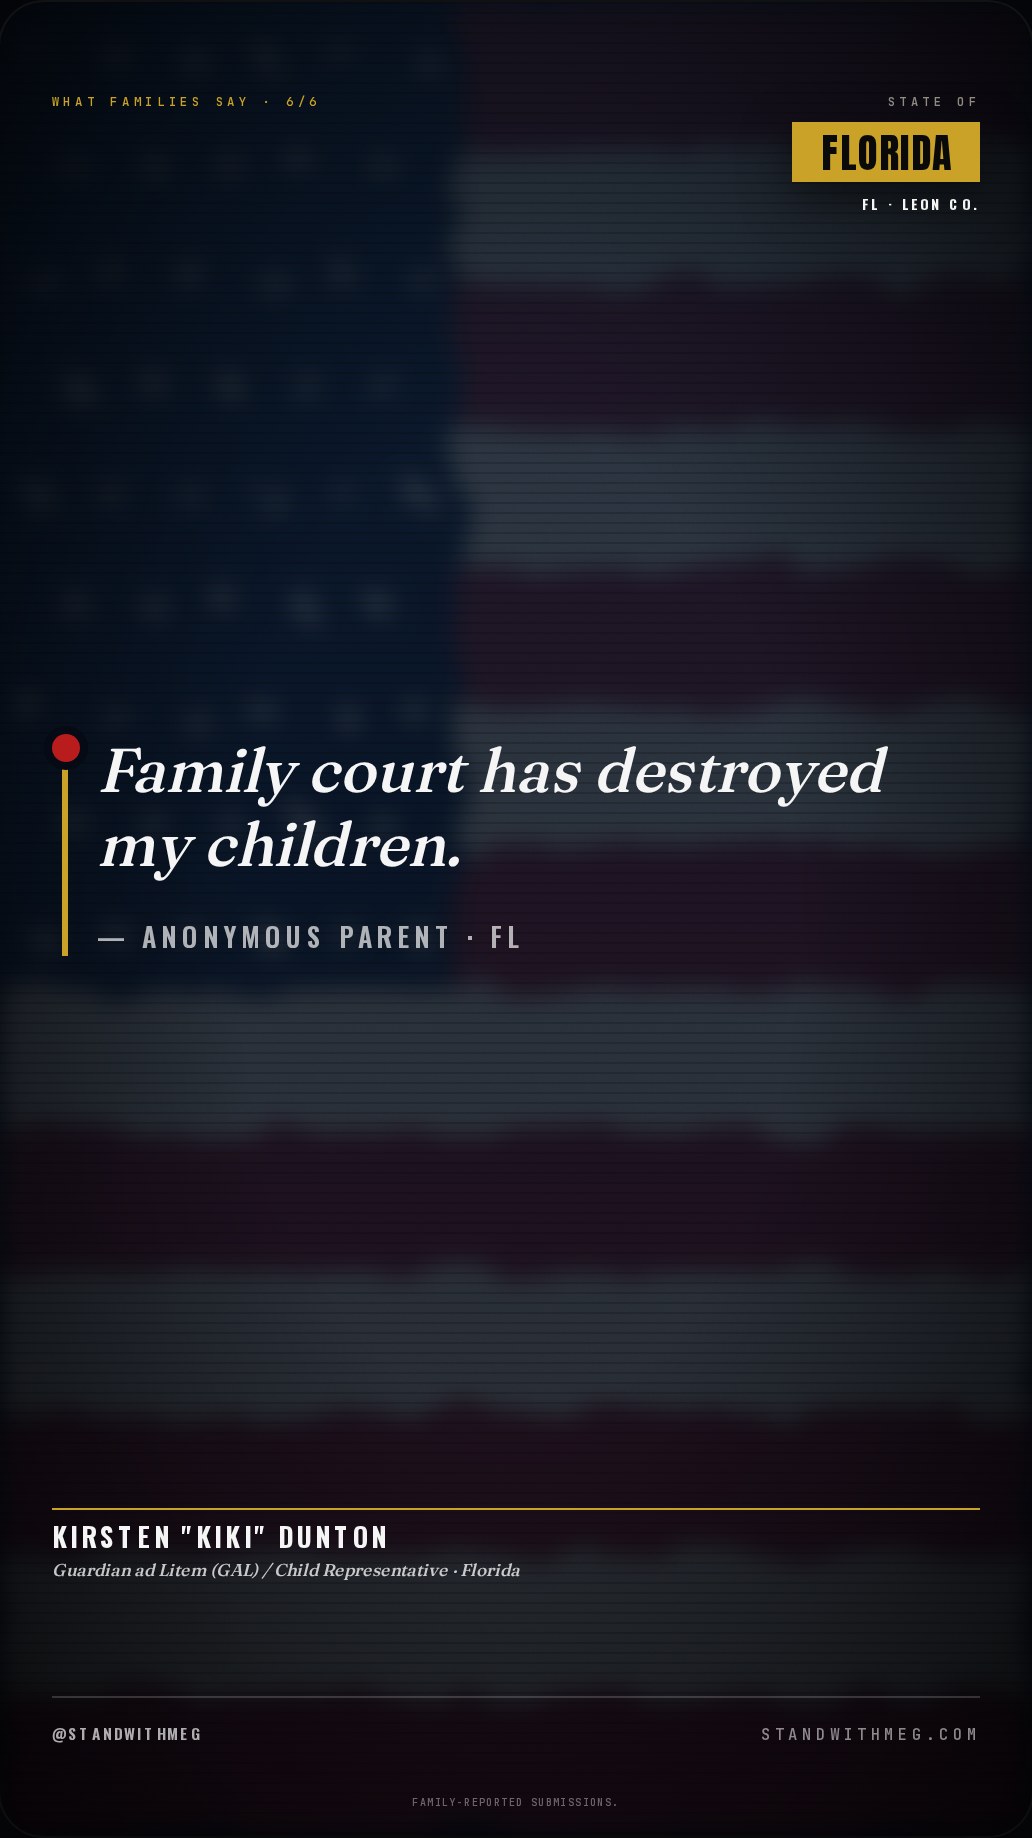 WHAT FAMILIES SAY · 6/6
STATE OF
FLORIDA
FL · LEON CO.
Family court has destroyed
my children.
— ANONYMOUS PARENT · FL
KIRSTEN "KIKI" DUNTON
Guardian ad Litem (GAL) / Child Representative · Florida
@STANDWITHMEG
STANDWITHMEG.COM
FAMILY-REPORTED SUBMISSIONS.